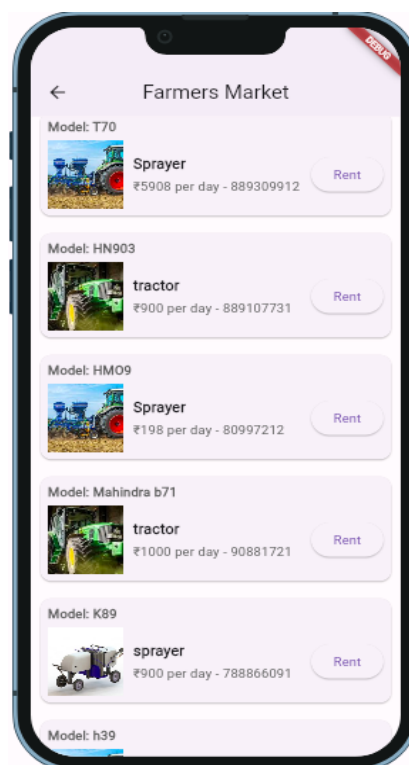 DEBUG
Farmers Market
Model: T70
Sprayer
₹5908 per day - 889309912
Rent
Model: HN903
tractor
₹900 per day - 889107731
Rent
Model: HMO9
Sprayer
₹198 per day - 80997212
Rent
Model: Mahindra b71
tractor
₹1000 per day - 90881721
Rent
Model: K89
sprayer
₹900 per day - 788866091
Rent
Model: h39